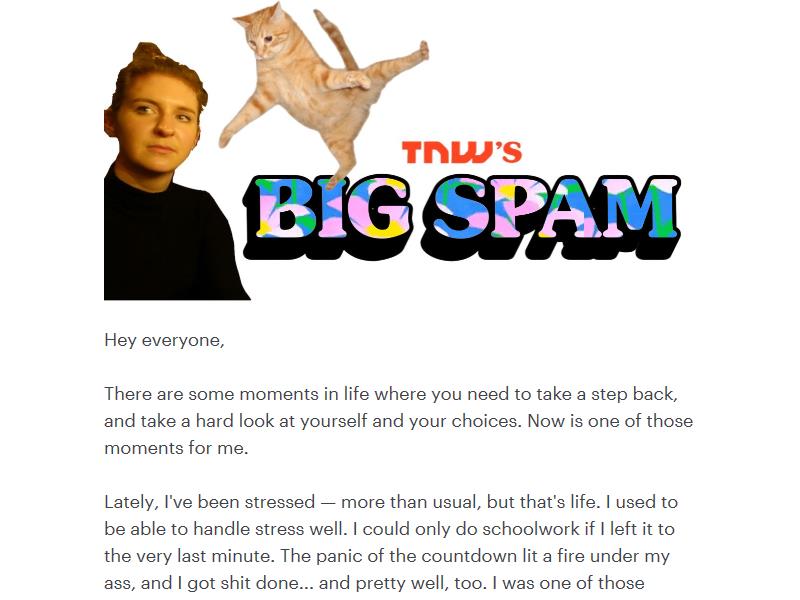 TNW'S
BIG SPAM
Hey everyone,
There are some moments in life where you need to take a step back,
and take a hard look at yourself and your choices. Now is one of those
moments for me.
Lately, I've been stressed — more than usual, but that's life. I used to
be able to handle stress well. I could only do schoolwork if I left it to
the very last minute. The panic of the countdown lit a fire under my
ass, and I got shit done... and pretty well, too. I was one of those